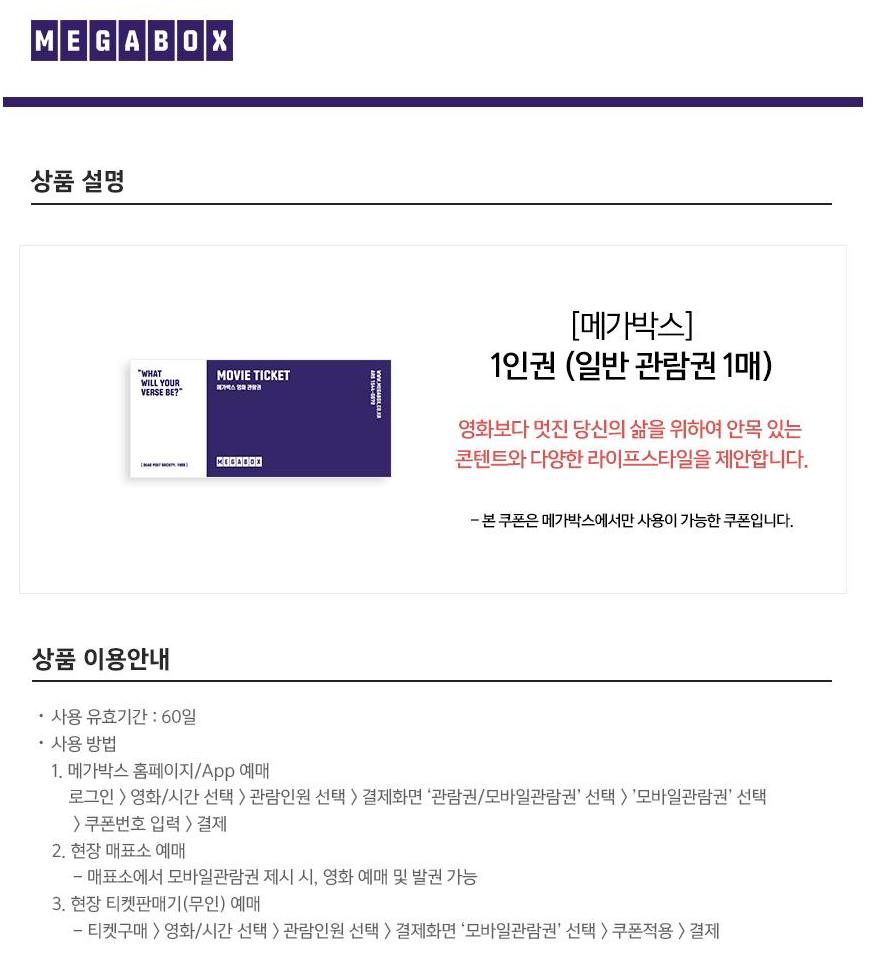 MEGABOX
상품 설명
[메가박스]
1인권 (일반 관람권 1매)
"WHAT
WILL YOUR
VERSE BE?"
[ DEAD POET SOCIETY, 1989 ]
MOVIE TICKET
메가박스 영화 관람권
WWW.MEGABOX.CO.KR
ARS 1544-0070
MEGABOX
영화보다 멋진 당신의 삶을 위하여 안목 있는
콘텐트와 다양한 라이프스타일을 제안합니다.
- 본 쿠폰은 메가박스에서만 사용이 가능한 쿠폰입니다.
상품 이용안내
· 사용 유효기간 : 60일
· 사용 방법
1. 메가박스 홈페이지/App 예매
로그인 > 영화/시간 선택 > 관람인원 선택 > 결제화면 ‘관람권/모바일관람권’ 선택 > ’모바일관람권’ 선택
> 쿠폰번호 입력 > 결제
2. 현장 매표소 예매
- 매표소에서 모바일관람권 제시 시, 영화 예매 및 발권 가능
3. 현장 티켓판매기(무인) 예매
- 티켓구매 > 영화/시간 선택 > 관람인원 선택 > 결제화면 ‘모바일관람권’ 선택 > 쿠폰적용 > 결제